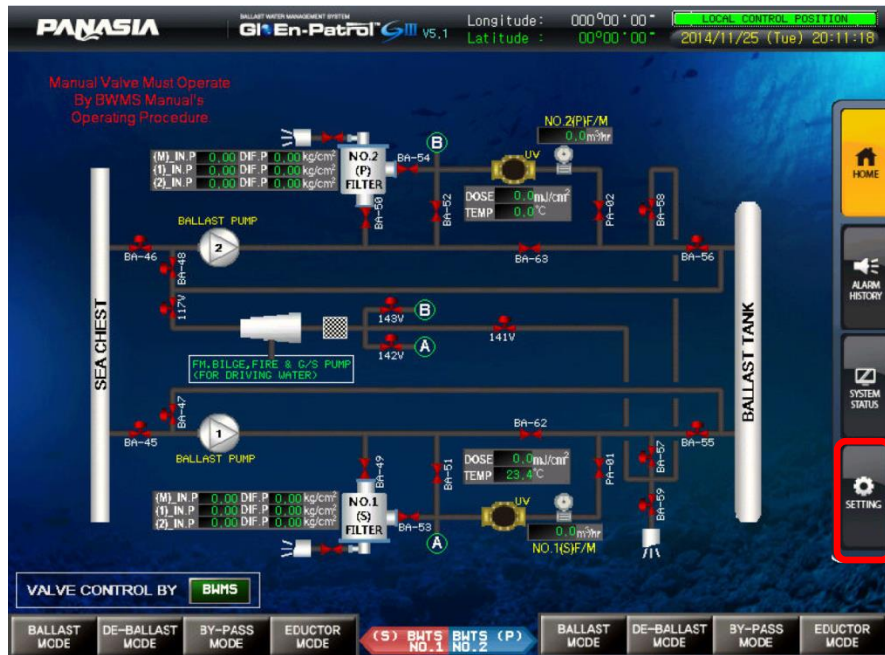 PANASIA
BALLAST WATER MANAGEMENT SYSTEM
GloEn-Patrol™ GIII V5.1
Longitude: 000°00'00"
Latitude : 00°00'00"
LOCAL CONTROL POSITION
2014/11/25 (Tue) 20:11:18
Manual Valve Must Operate
By BWMS Manual's
Operating Procedure
NO.2(P)F/M
0.0 m³/hr
{M}_IN.P 0.00 DIF.P 0.00 kg/cm²
{1}_IN.P 0.00 DIF.P 0.00 kg/cm²
{2}_IN.P 0.00 DIF.P 0.00 kg/cm²
NO.2
(P)
FILTER
BA-54
B
UV
DOSE 0.0 mJ/cm²
TEMP 0.0 °C
BA-50
BA-52
PA-02
BA-58
HOME
BALLAST PUMP
2
BA-46
BA-48
BA-63
BA-56
117V
143V
B
141V
142V
A
FM.BILGE,FIRE & G/S PUMP
(FOR DRIVING WATER)
SEA CHEST
BALLAST TANK
ALARM
HISTORY
SYSTEM
STATUS
BA-47
BA-45
1
BALLAST PUMP
BA-62
BA-55
BA-49
BA-51
DOSE 0.0 mJ/cm²
TEMP 23.4 °C
PA-01
BA-57
BA-59
SETTING
{M}_IN.P 0.00 DIF.P 0.00 kg/cm²
{1}_IN.P 0.00 DIF.P 0.00 kg/cm²
{2}_IN.P 0.00 DIF.P 0.00 kg/cm²
NO.1
(S)
FILTER
BA-53
A
UV
0.0 m³/hr
NO.1(S)F/M
VALVE CONTROL BY BWMS
BALLAST
MODE
DE-BALLAST
MODE
BY-PASS
MODE
EDUCTOR
MODE
(S) BWTS
NO.1
BWTS (P)
NO.2
BALLAST
MODE
DE-BALLAST
MODE
BY-PASS
MODE
EDUCTOR
MODE